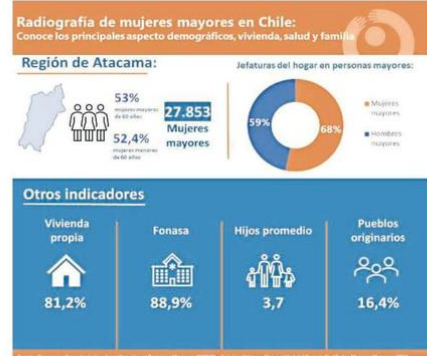 Radiografía de mujeres mayores en Chile:
Conoce los principales aspecto demográficos, vivienda, salud y familia
Región de Atacama:
53%
mujeres mayores
de 60 años
52,4%
mujeres menores
de 60 años
27.853
Mujeres
mayores
Jefaturas del hogar en personas mayores:
59%
68%
Mujeres
mayores
Hombres
mayores
Otros indicadores
Vivienda
propia
81,2%
Fonasa
88,9%
Hijos promedio
3,7
Pueblos
originarios
16,4%